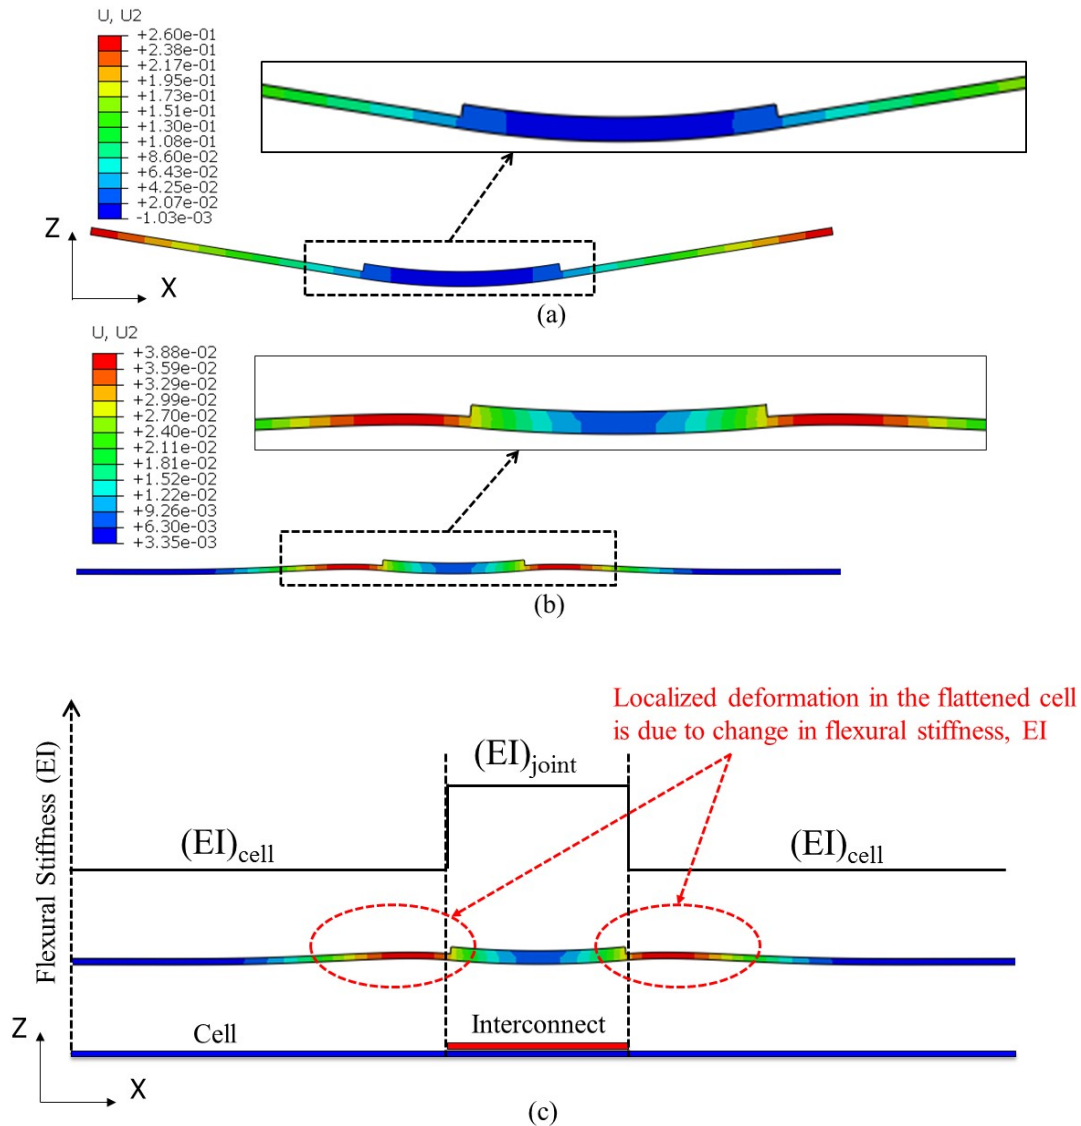 U, U2
+2.60e-01
+2.38e-01
+2.17e-01
+1.95e-01
+1.73e-01
+1.51e-01
+1.30e-01
+1.08e-01
+8.60e-02
+6.43e-02
+4.25e-02
+2.07e-02
-1.03e-03
Z
X
(a)
U, U2
+3.88e-02
+3.59e-02
+3.29e-02
+2.99e-02
+2.70e-02
+2.40e-02
+2.11e-02
+1.81e-02
+1.52e-02
+1.22e-02
+9.26e-03
+6.30e-03
+3.35e-03
(b)
Localized deformation in the flattened cell
is due to change in flexural stiffness, EI
Flexural Stiffness (EI)
(EI)joint
(EI)cell
(EI)cell
Z
Cell
Interconnect
X
(c)